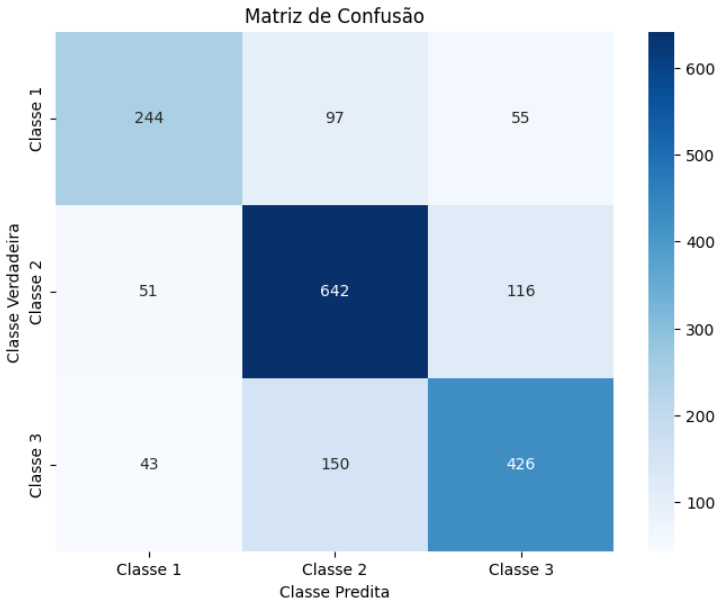 Matriz de Confusão
Classe Verdadeira
Classe 1
244 97 55
Classe 2
51 642 116
Classe 3
43 150 426
Classe 1 Classe 2 Classe 3
Classe Predita
600
500
400
300
200
100